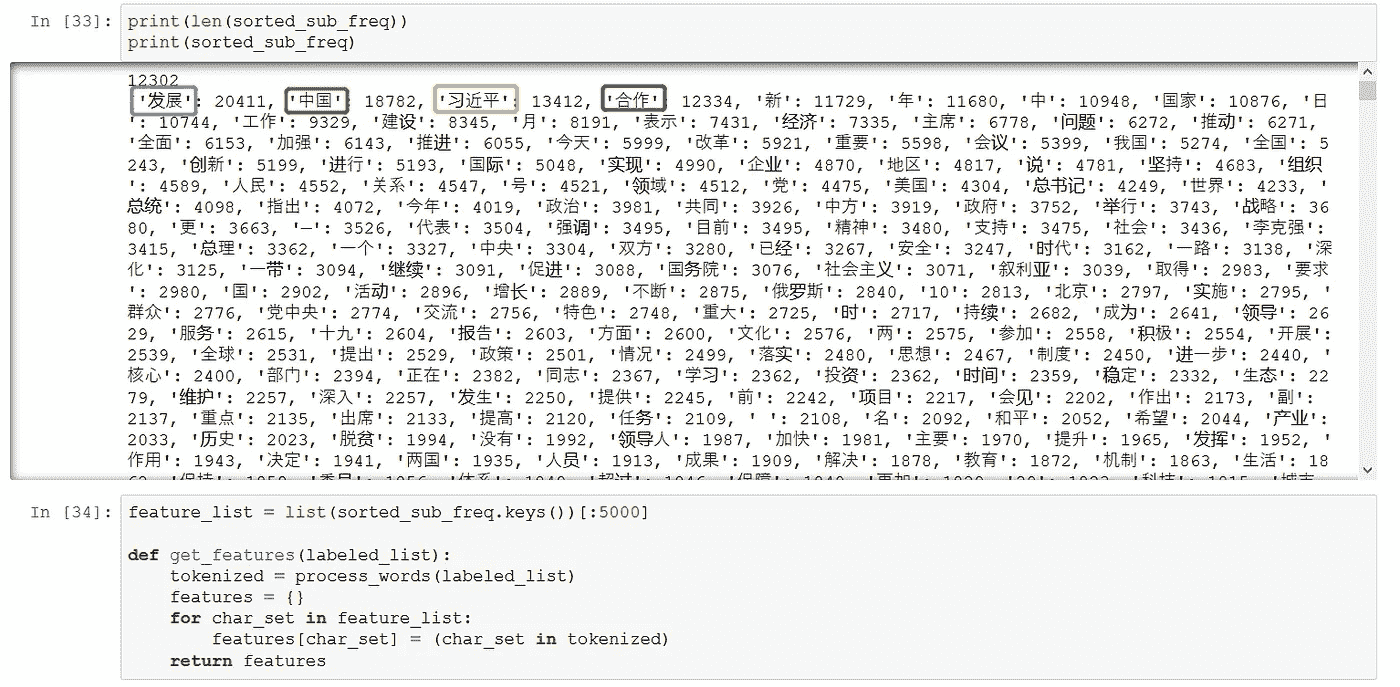 In [33]: print(len(sorted_sub_freq))
print(sorted_sub_freq)
12302
'发展': 20411, '中国': 18782, '习近平': 13412, '合作': 12334, '新': 11729, '年': 11680, '中': 10948, '国家': 10876, '日
': 10744, '工作': 9329, '建设': 8345, '月': 8191, '表示': 7431, '经济': 7335, '主席': 6778, '问题': 6272, '推动': 6271,
'全面': 6153, '加强': 6143, '推进': 6055, '今天': 5999, '改革': 5921, '重要': 5598, '会议': 5399, '我国': 5274, '全国': 5
243, '创新': 5199, '进行': 5193, '国际': 5048, '实现': 4990, '企业': 4870, '地区': 4817, '说': 4781, '坚持': 4683, '组织
': 4589, '人民': 4552, '关系': 4547, '号': 4521, '领域': 4512, '党': 4475, '美国': 4304, '总书记': 4249, '世界': 4233, '
总统': 4098, '指出': 4072, '今年': 4019, '政治': 3981, '共同': 3926, '中方': 3919, '政府': 3752, '举行': 3743, '战略': 36
80, '更': 3663, '—': 3526, '代表': 3504, '强调': 3495, '目前': 3495, '精神': 3480, '支持': 3475, '社会': 3436, '李克强':
3415, '总理': 3362, '一个': 3327, '中央': 3304, '双方': 3280, '已经': 3267, '安全': 3247, '时代': 3162, '一路': 3138, '深
化': 3125, '一带': 3094, '继续': 3091, '促进': 3088, '国务院': 3076, '社会主义': 3071, '叙利亚': 3039, '取得': 2983, '要求
': 2980, '国': 2902, '活动': 2896, '增长': 2889, '不断': 2875, '俄罗斯': 2840, '10': 2813, '北京': 2797, '实施': 2795, '
群众': 2776, '党中央': 2774, '交流': 2756, '特色': 2748, '重大': 2725, '时': 2717, '持续': 2682, '成为': 2641, '领导': 26
29, '服务': 2615, '十九': 2604, '报告': 2603, '方面': 2600, '文化': 2576, '两': 2575, '参加': 2558, '积极': 2554, '开展':
2539, '全球': 2531, '提出': 2529, '政策': 2501, '情况': 2499, '落实': 2480, '思想': 2467, '制度': 2450, '进一步': 2440, '
核心': 2400, '部门': 2394, '正在': 2382, '同志': 2367, '学习': 2362, '投资': 2362, '时间': 2359, '稳定': 2332, '生态': 22
79, '维护': 2257, '深入': 2257, '发生': 2250, '提供': 2245, '前': 2242, '项目': 2217, '会见': 2202, '作出': 2173, '副':
2137, '重点': 2135, '出席': 2133, '提高': 2120, '任务': 2109, ' ': 2108, '名': 2092, '和平': 2052, '希望': 2044, '产业':
2033, '历史': 2023, '脱贫': 1994, '没有': 1992, '领导人': 1987, '加快': 1981, '主要': 1970, '提升': 1965, '发挥': 1952, '
作用': 1943, '决定': 1941, '两国': 1935, '人员': 1913, '成果': 1909, '解决': 1878, '教育': 1872, '机制': 1863, '生活': 18
In [34]: feature_list = list(sorted_sub_freq.keys())[:5000]
def get_features(labeled_list):
tokenized = process_words(labeled_list)
features = {}
for char_set in feature_list:
features[char_set] = (char_set in tokenized)
return features